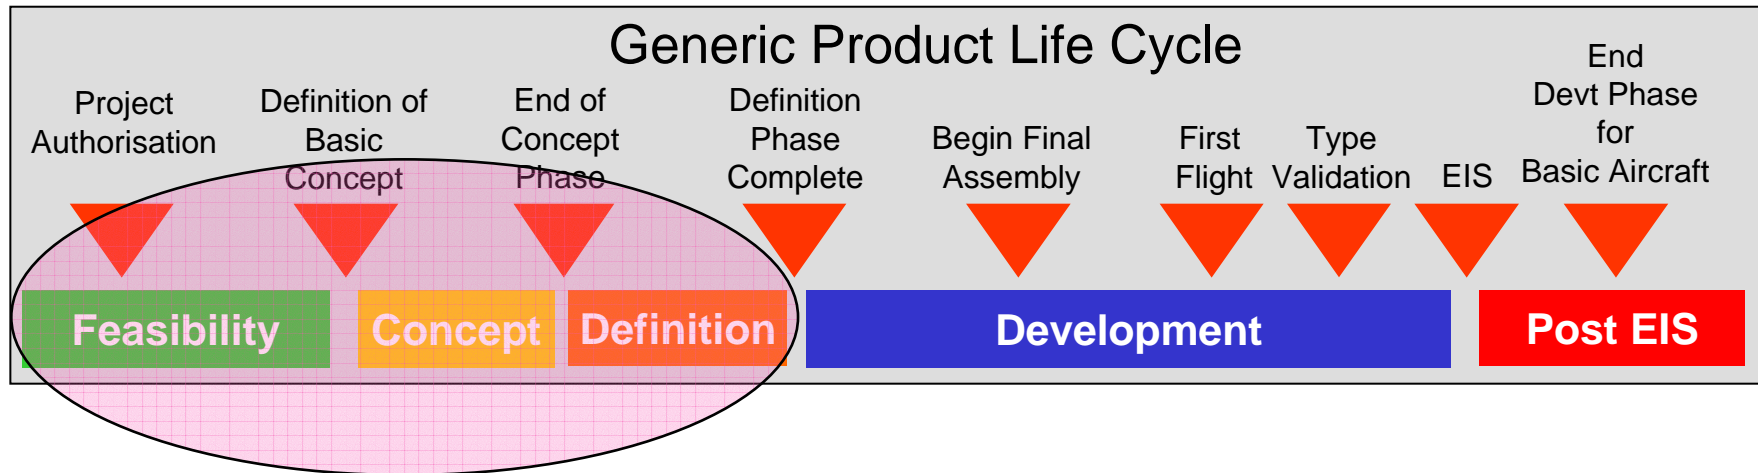 Generic Product Life Cycle
Project
Authorisation
Definition of
Basic
Concept
End of
Concept
Phase
Definition
Phase
Complete
Begin Final
Assembly
First
Flight
Type
Validation
EIS
End
Devt Phase
for
Basic Aircraft
Feasibility
Concept
Definition
Development
Post EIS